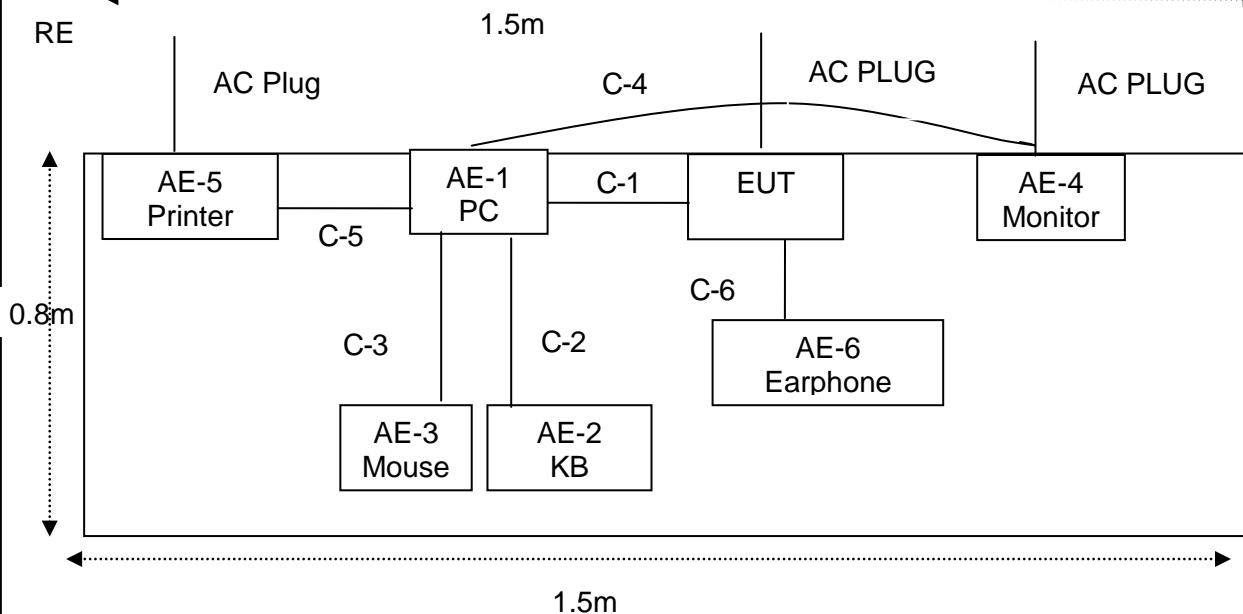 1.5m
RE
AC Plug
C-4
AC PLUG
AC PLUG
AE-5
Printer
AE-1
PC
C-1
EUT
AE-4
Monitor
C-5
C-6
0.8m
C-3
C-2
AE-6
Earphone
AE-3
Mouse
AE-2
KB
1.5m